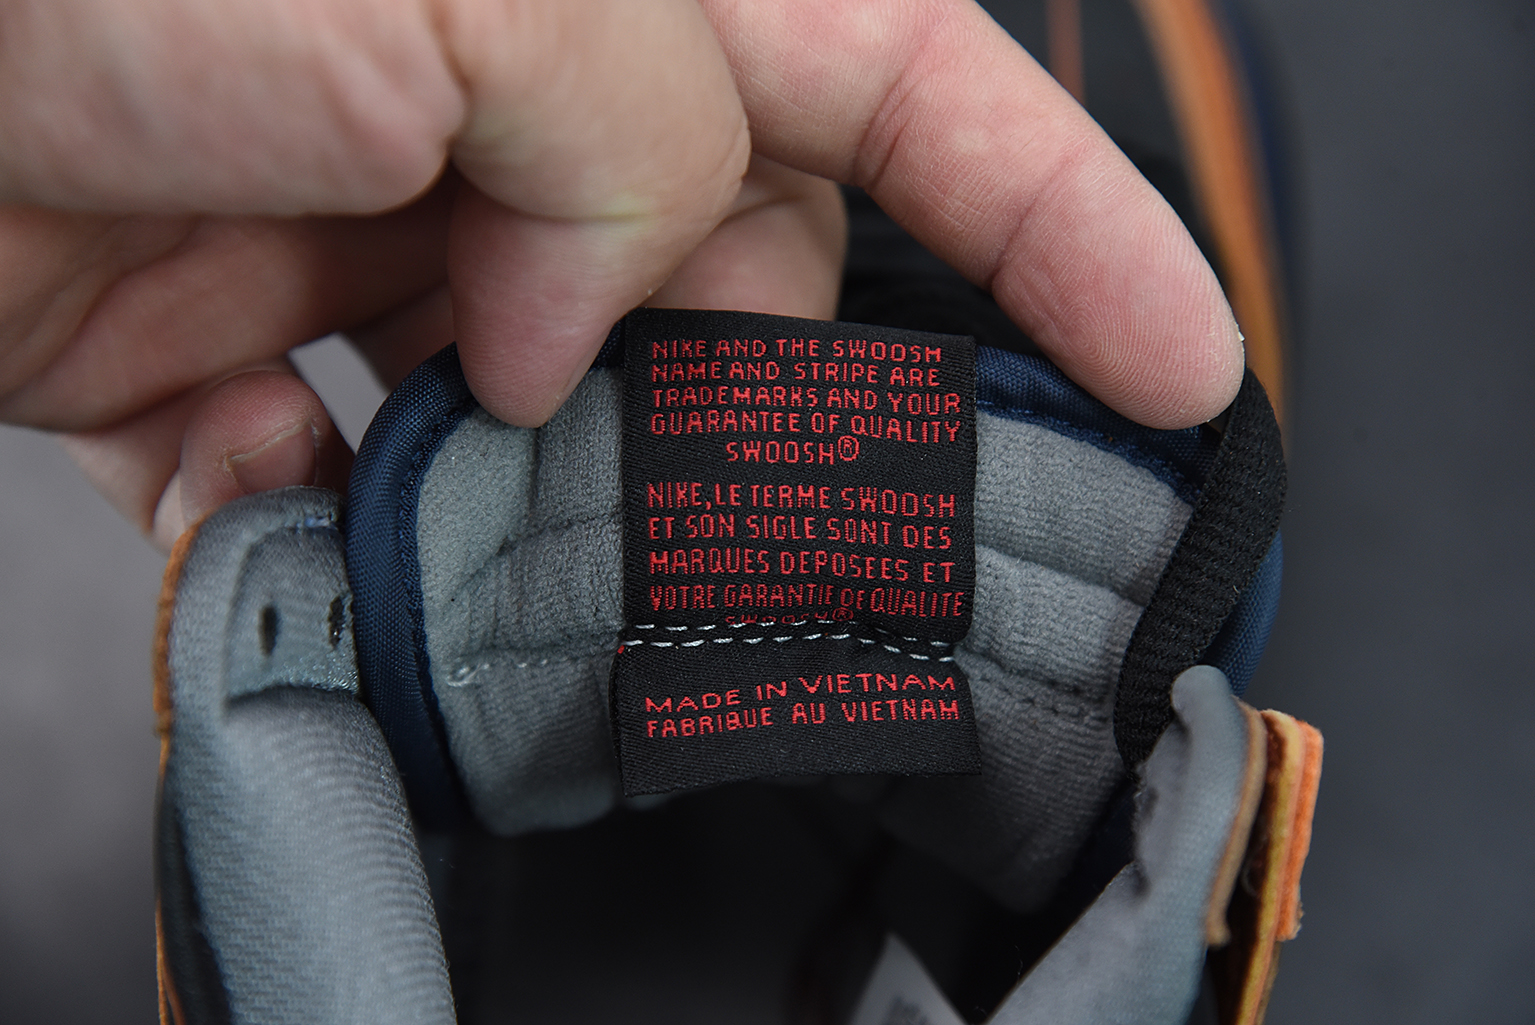 NIKE AND THE SWOOSH
NAME AND STRIPE ARE
TRADEMARKS AND YOUR
GUARANTEE OF QUALITY
SWOOSH®
NIKE, LE TERME SWOOSH
ET SON SIGLE SONT DES
MARQUES DEPOSEES ET
VOTRE GARANTIE DE QUALITE
SWOOSH®
MADE IN VIETNAM
FABRIQUE AU VIETNAM